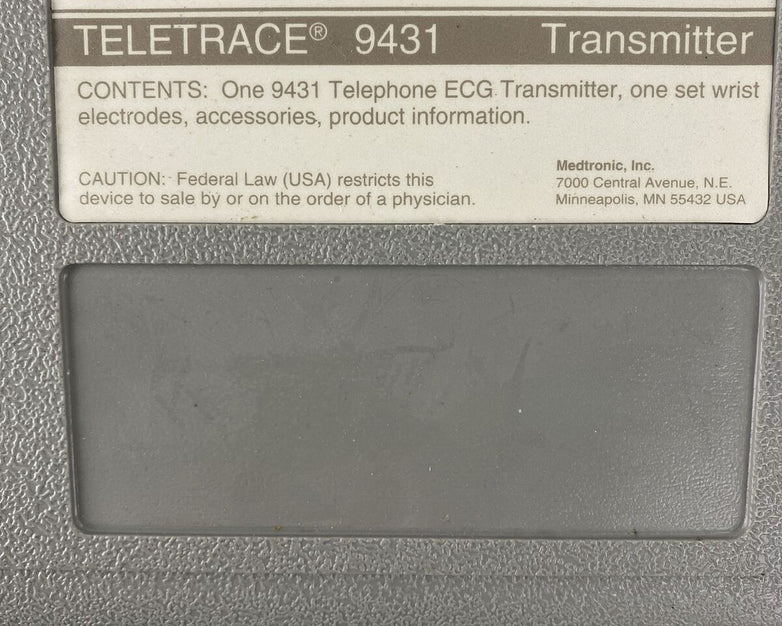 TELETRACE® 9431 Transmitter
CONTENTS: One 9431 Telephone ECG Transmitter, one set wrist
electrodes, accessories, product information.
CAUTION: Federal Law (USA) restricts this
device to sale by or on the order of a physician.
Medtronic, Inc.
7000 Central Avenue, N.E.
Minneapolis, MN 55432 USA